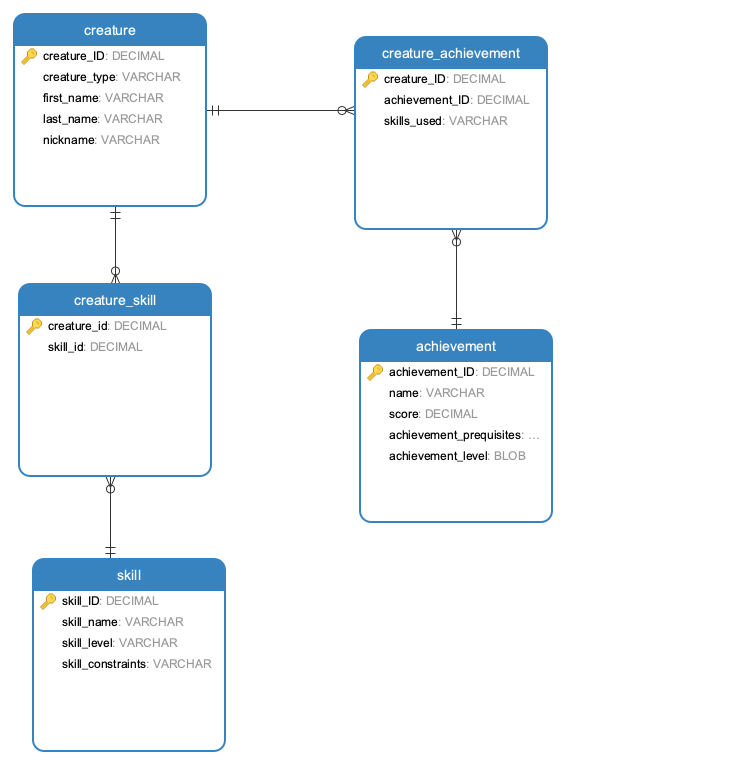 creature
creature_ID: DECIMAL
creature_type: VARCHAR
first_name: VARCHAR
last_name: VARCHAR
nickname: VARCHAR
creature_achievement
creature_ID: DECIMAL
achievement_ID: DECIMAL
skills_used: VARCHAR
creature_skill
creature_id: DECIMAL
skill_id: DECIMAL
achievement
achievement_ID: DECIMAL
name: VARCHAR
score: DECIMAL
achievement_prequisites: ...
achievement_level: BLOB
skill
skill_ID: DECIMAL
skill_name: VARCHAR
skill_level: VARCHAR
skill_constraints: VARCHAR